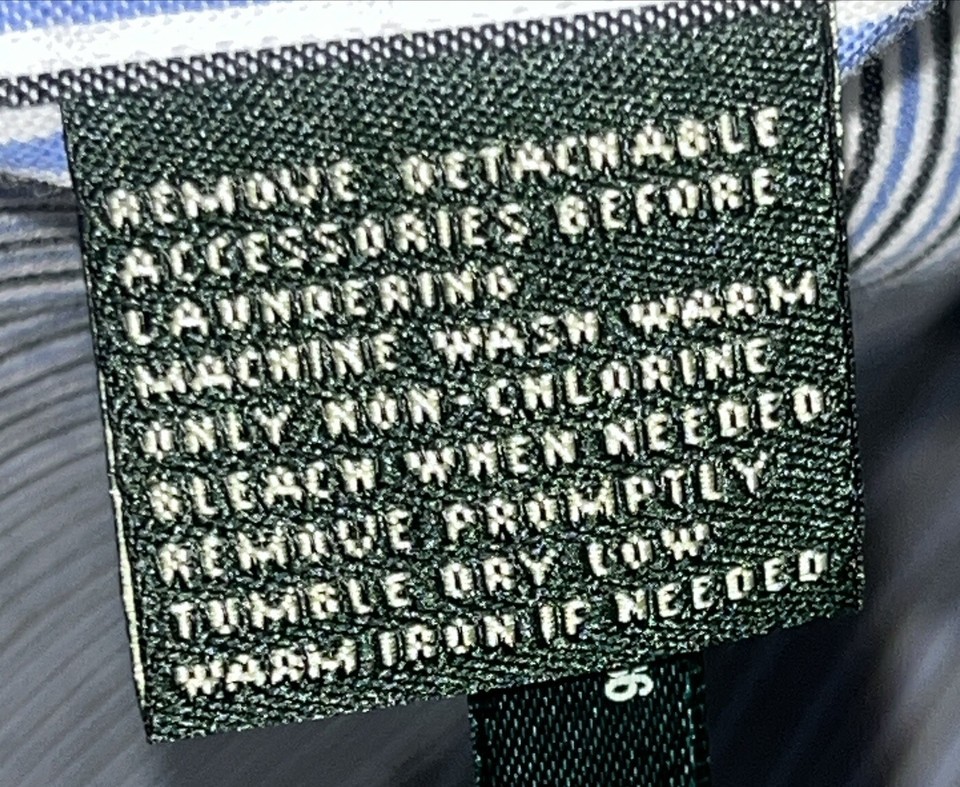 REMOVE DETACHABLE
ACCESSORIES BEFORE
LAUNDERING
MACHINE WASH WARM
ONLY NON-CHLORINE
BLEACH WHEN NEEDED
REMOVE PROMPTLY
TUMBLE DRY LOW
WARM IRON IF NEEDED